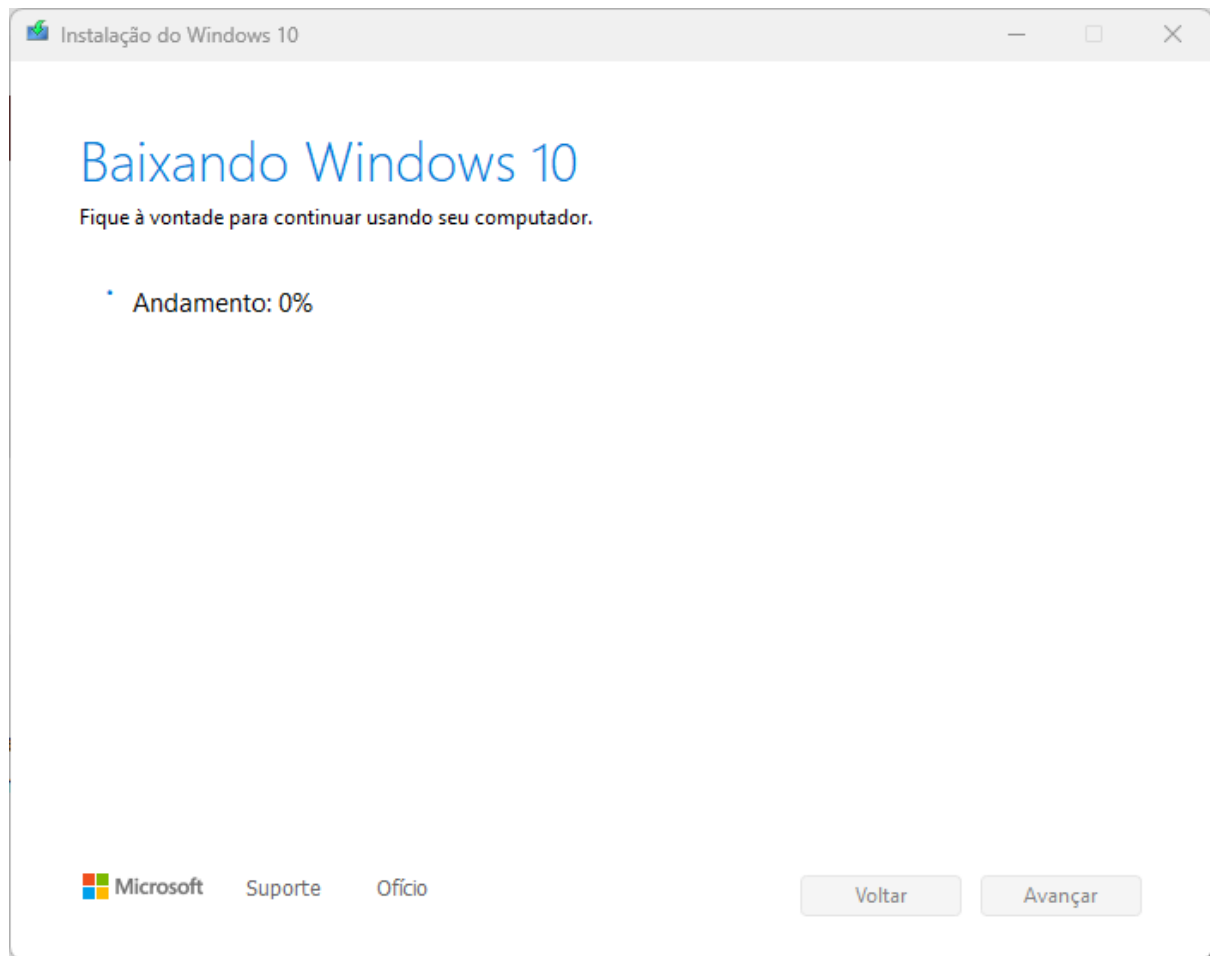 Instalação do Windows 10
Baixando Windows 10
Fique à vontade para continuar usando seu computador.
Andamento: 0%
Microsoft Suporte Ofício Voltar Avançar